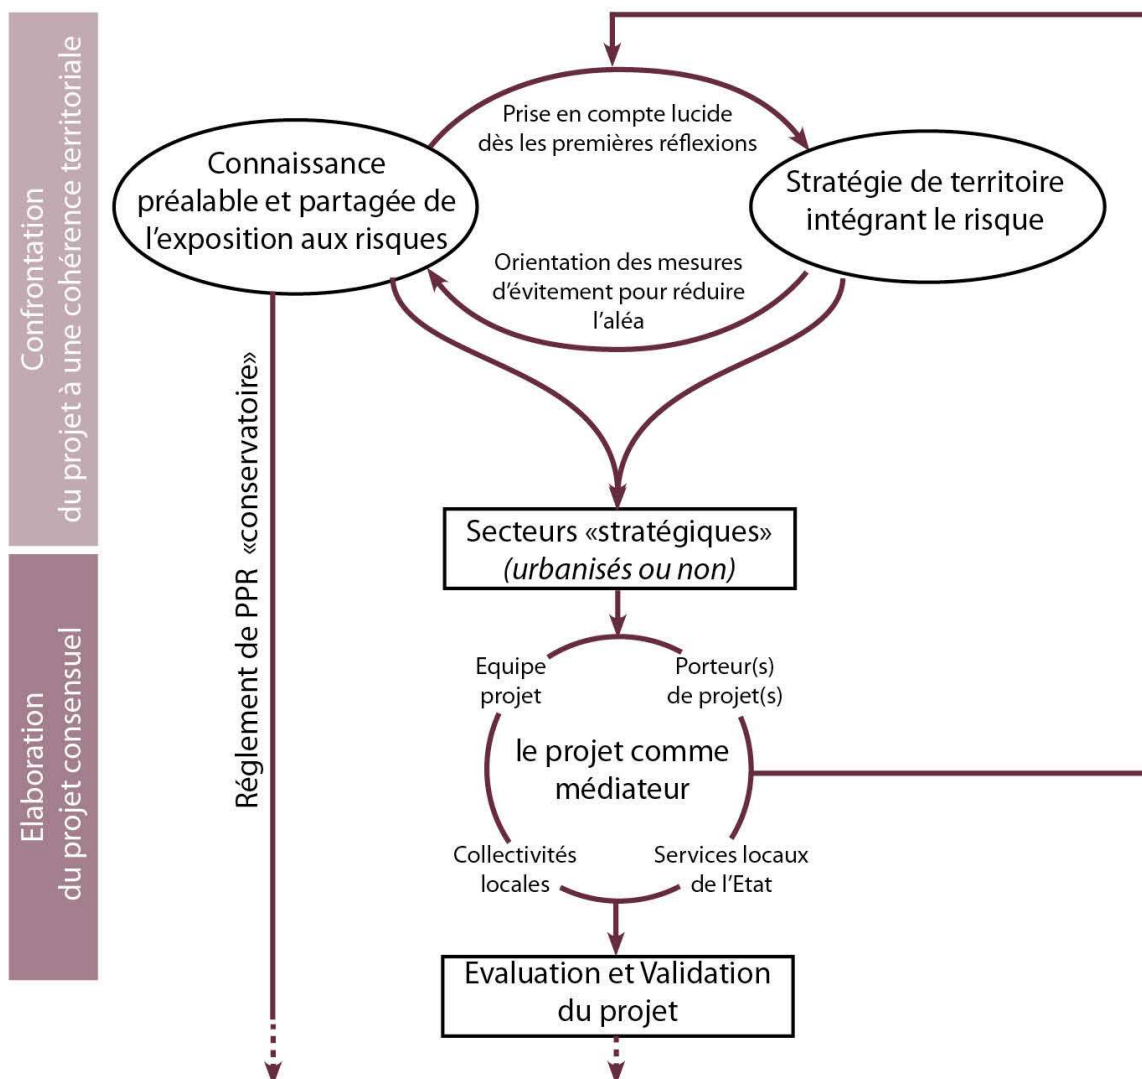 Confrontation
du projet à une cohérence territoriale
Prise en compte lucide
dès les premières réflexions
Connaissance
préalable et partagée de
l'exposition aux risques
Stratégie de territoire
intégrant le risque
Orientation des mesures
d'évitement pour réduire
l'aléa
Réglement de PPR «conservatoire»
Secteurs «stratégiques»
(urbanisés ou non)
Elaboration
du projet consensuel
Equipe
projet
Porteur(s)
de projet(s)
le projet comme
médiateur
Collectivités
locales
Services locaux
de l'Etat
Evaluation et Validation
du projet